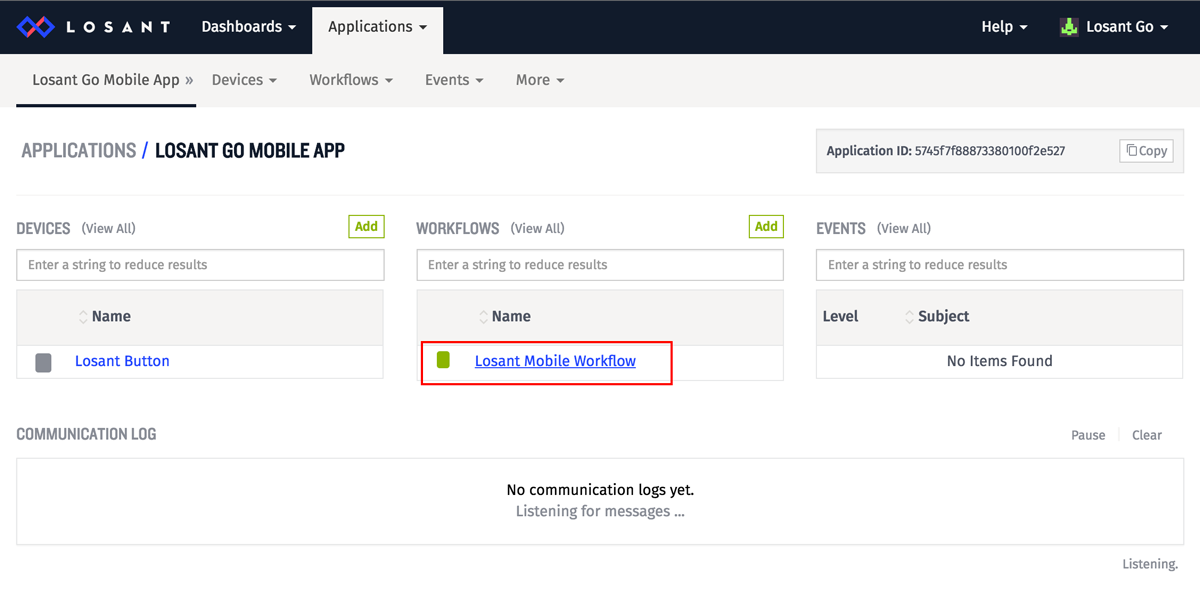 LOSANT Dashboards Applications Help Losant Go
Losant Go Mobile App » Devices Workflows Events More
APPLICATIONS / LOSANT GO MOBILE APP
Application ID: 5745f7f88873380100f2e527 Copy
DEVICES (View All) Add
Enter a string to reduce results
Name
Losant Button
WORKFLOWS (View All) Add
Enter a string to reduce results
Name
Losant Mobile Workflow
EVENTS (View All)
Enter a string to reduce results
Level Subject
No Items Found
COMMUNICATION LOG Pause Clear
No communication logs yet.
Listening for messages ...
Listening.